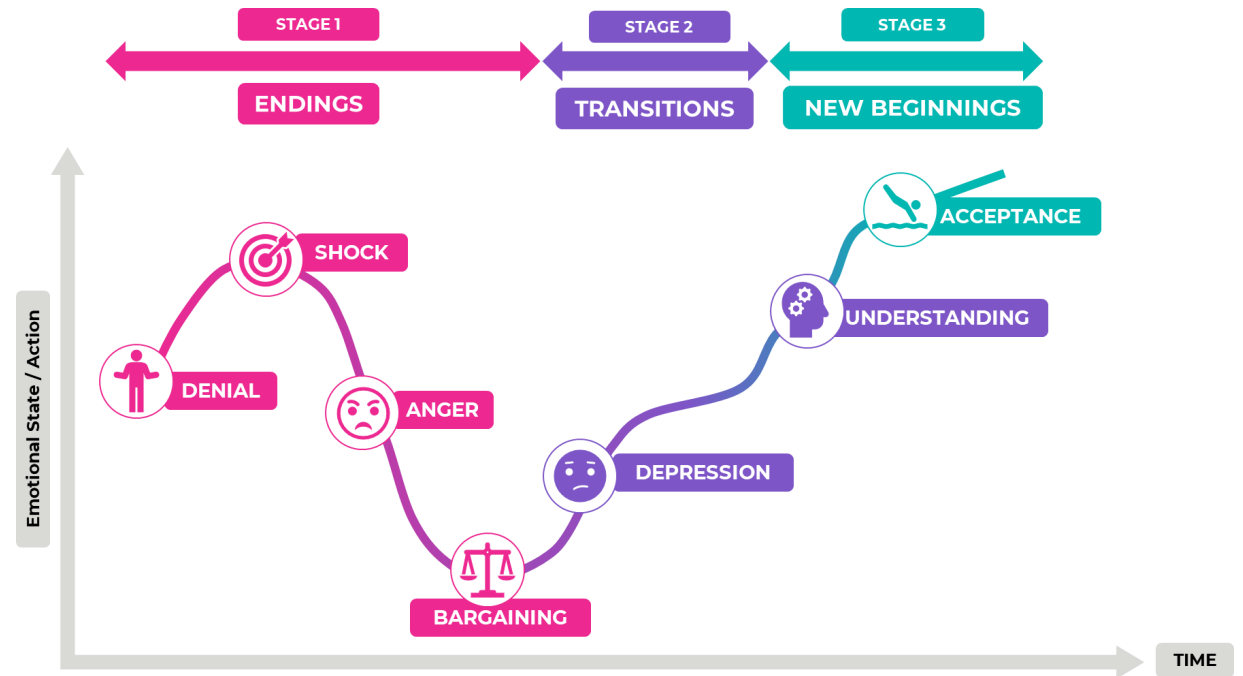 STAGE 1
STAGE 2
STAGE 3
ENDINGS
TRANSITIONS
NEW BEGINNINGS
Emotional State / Action
DENIAL
SHOCK
ANGER
BARGAINING
DEPRESSION
UNDERSTANDING
ACCEPTANCE
TIME